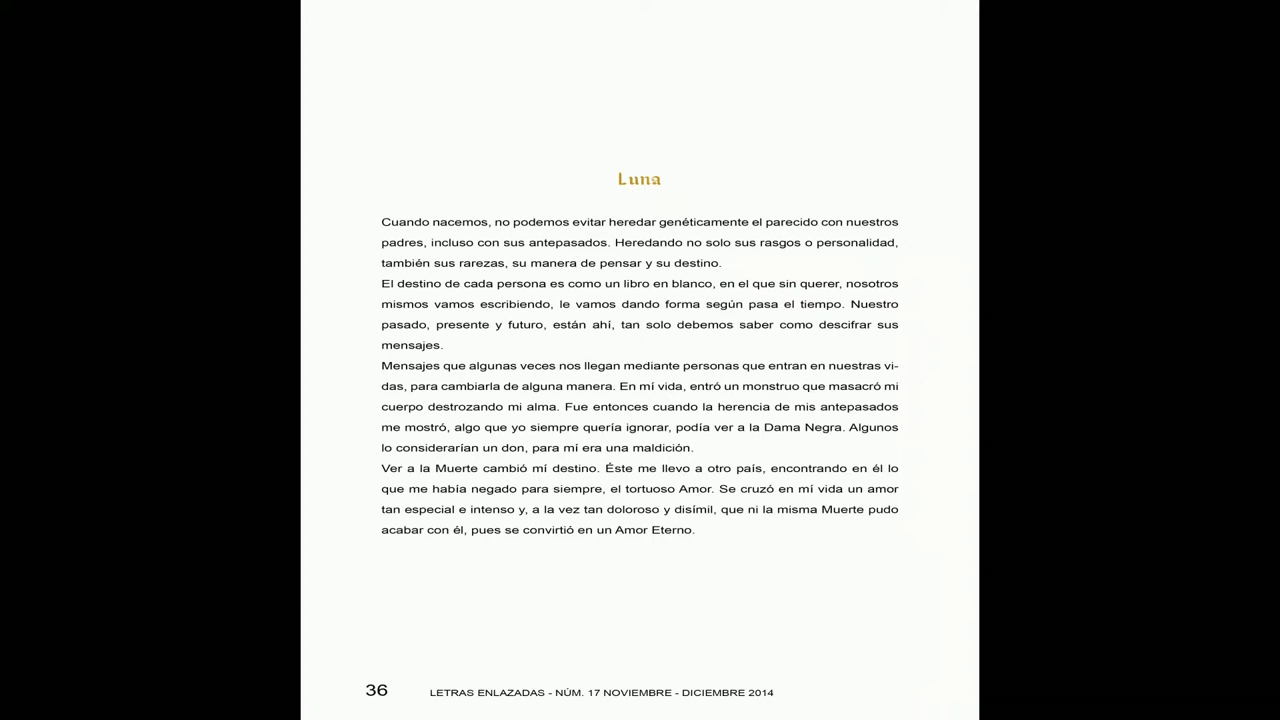 Luna
Cuando nacemos, no podemos evitar heredar genéticamente el parecido con nuestros
padres, incluso con sus antepasados. Heredando no solo sus rasgos o personalidad,
también sus rarezas, su manera de pensar y su destino.
El destino de cada persona es como un libro en blanco, en el que sin querer, nosotros
mismos vamos escribiendo, le vamos dando forma según pasa el tiempo. Nuestro
pasado, presente y futuro, están ahí, tan solo debemos saber como descifrar sus
mensajes.
Mensajes que algunas veces nos llegan mediante personas que entran en nuestras vi-
das, para cambiarla de alguna manera. En mí vida, entró un monstruo que masacró mi
cuerpo destrozando mi alma. Fue entonces cuando la herencia de mis antepasados
me mostró, algo que yo siempre quería ignorar, podía ver a la Dama Negra. Algunos
lo considerarían un don, para mí era una maldición.
Ver a la Muerte cambió mí destino. Éste me llevo a otro país, encontrando en él lo
que me había negado para siempre, el tortuoso Amor. Se cruzó en mí vida un amor
tan especial e intenso y, a la vez tan doloroso y disímil, que ni la misma Muerte pudo
acabar con él, pues se convirtió en un Amor Eterno.
36 LETRAS ENLAZADAS - NÚM. 17 NOVIEMBRE - DICIEMBRE 2014